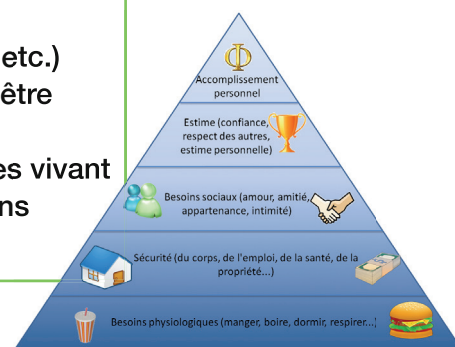 etc.)
être
es vivant
ns
Φ
Accomplissement
personnel
Estime (confiance,
respect des autres,
estime personnelle)
Besoins sociaux (amour, amitié,
appartenance, intimité)
Sécurité (du corps, de l'emploi, de la santé, de la
propriété...)
Besoins physiologiques (manger, boire, dormir, respirer...)